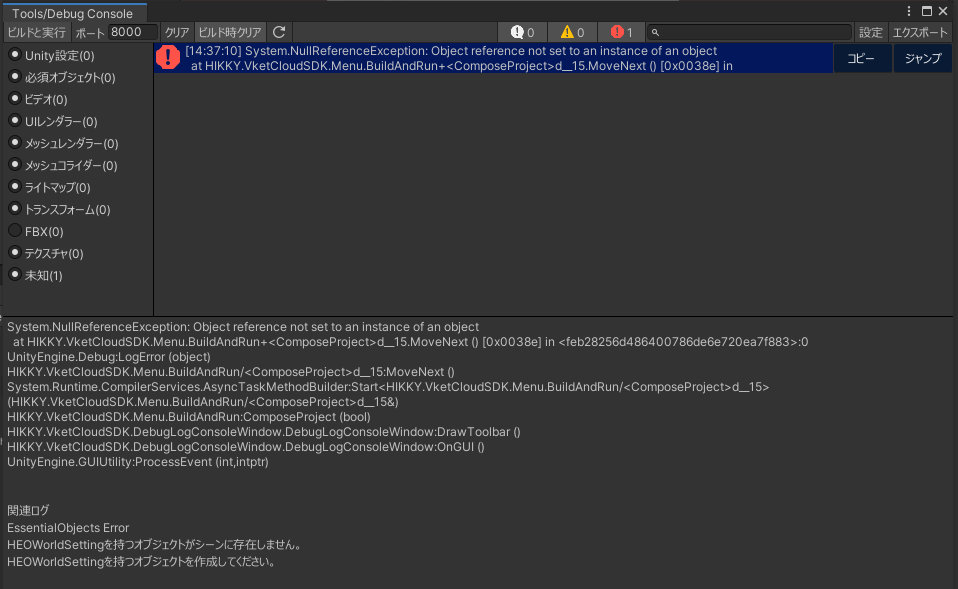 Tools/Debug Console
ビルドと実行 ポート 8000 クリア ビルド時クリア 0 0 1 設定 エクスポート
Unity設定(0)
必須オブジェクト(0)
ビデオ(0)
UIレンダラー(0)
メッシュレンダラー(0)
メッシュコライダー(0)
ライトマップ(0)
トランスフォーム(0)
FBX(0)
テクスチャ(0)
未知(1)
[14:37:10] System.NullReferenceException: Object reference not set to an instance of an object
at HIKKY.VketCloudSDK.Menu.BuildAndRun+<ComposeProject>d__15.MoveNext () [0x0038e] in
コピー ジャンプ
System.NullReferenceException: Object reference not set to an instance of an object
at HIKKY.VketCloudSDK.Menu.BuildAndRun+<ComposeProject>d__15.MoveNext () [0x0038e] in <feb28256d486400786de6e720ea7f883>:0
UnityEngine.Debug:LogError (object)
HIKKY.VketCloudSDK.Menu.BuildAndRun/<ComposeProject>d__15:MoveNext ()
System.Runtime.CompilerServices.AsyncTaskMethodBuilder:Start<HIKKY.VketCloudSDK.Menu.BuildAndRun/<ComposeProject>d__15>
(HIKKY.VketCloudSDK.Menu.BuildAndRun/<ComposeProject>d__15&)
HIKKY.VketCloudSDK.Menu.BuildAndRun:ComposeProject (bool)
HIKKY.VketCloudSDK.DebugLogConsoleWindow.DebugLogConsoleWindow:DrawToolbar ()
HIKKY.VketCloudSDK.DebugLogConsoleWindow.DebugLogConsoleWindow:OnGUI ()
UnityEngine.GUIUtility:ProcessEvent (int,intptr)
関連ログ
EssentialObjects Error
HEOWorldSettingを持つオブジェクトがシーンに存在しません。
HEOWorldSettingを持つオブジェクトを作成してください。